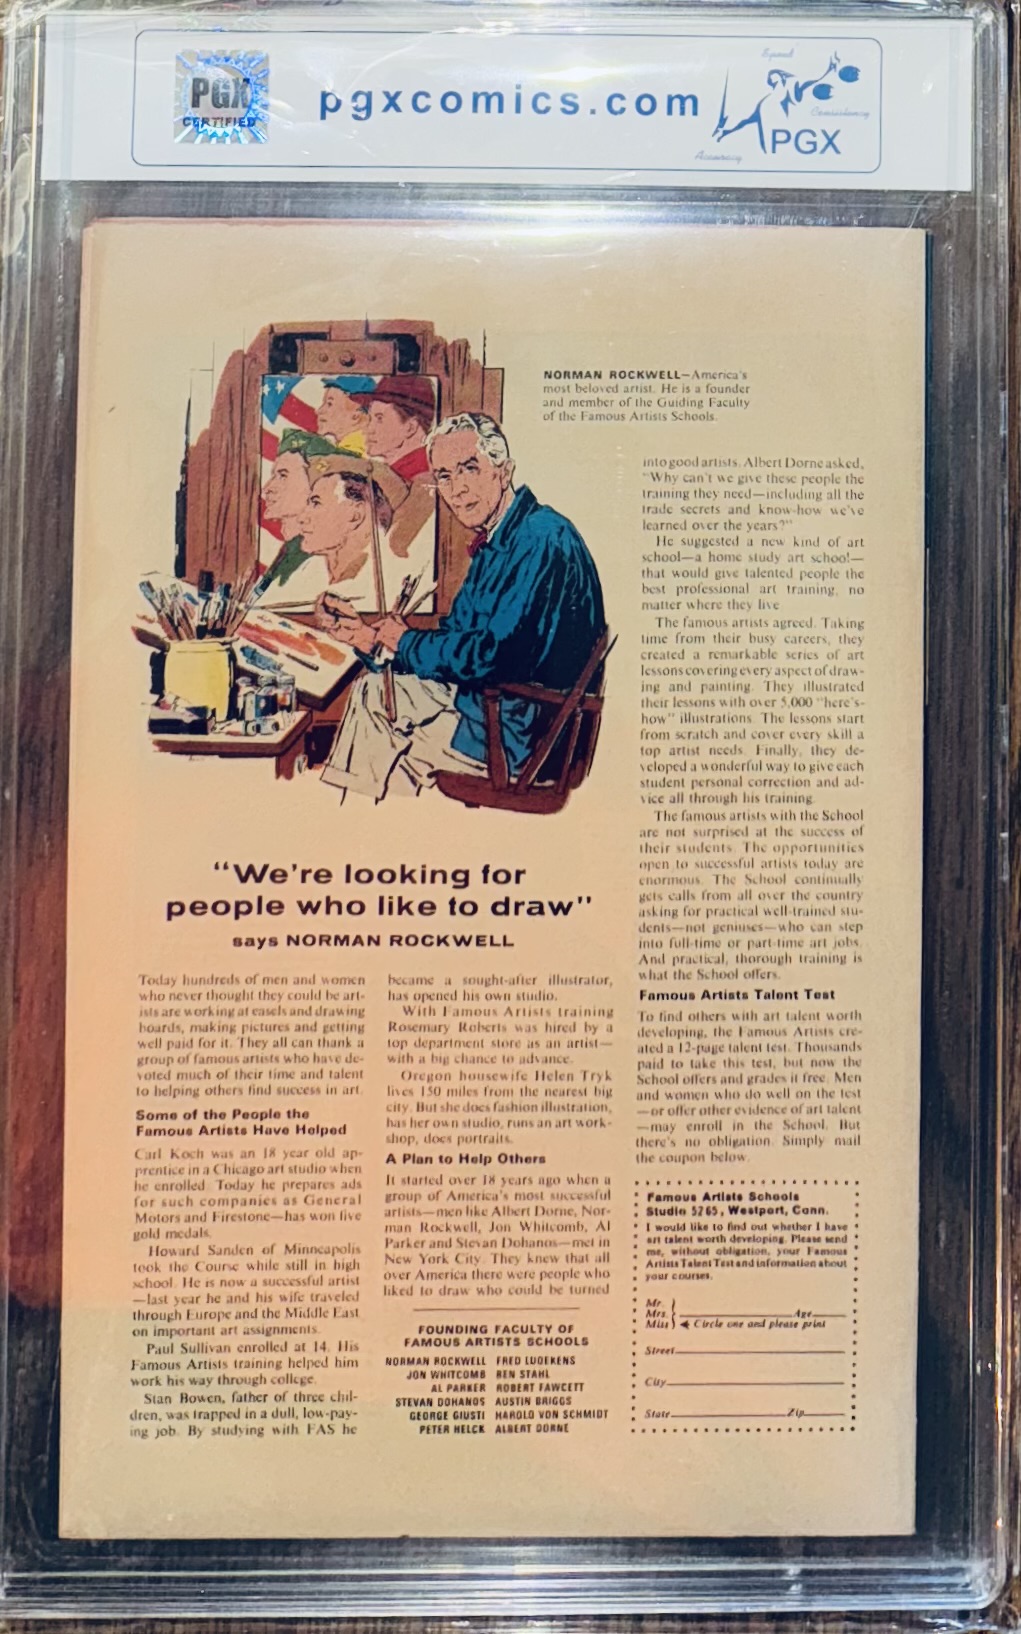 PGX
CERTIFIED
pgxcomics.com
Speed
Consistency
Accuracy
PGX
NORMAN ROCKWELL—America's
most beloved artist. He is a founder
and member of the Guiding Faculty
of the Famous Artists Schools.
"We're looking for
people who like to draw"
says NORMAN ROCKWELL
Today hundreds of men and women
who never thought they could be art-
ists are working at easels and drawing
boards, making pictures and getting
well paid for it. They all can thank a
group of famous artists who have de-
voted much of their time and talent
to helping others find success in art.
Some of the People the
Famous Artists Have Helped
Carl Koch was an 18 year old ap-
prentice in a Chicago art studio when
he enrolled. Today he prepares ads
for such companies as General
Motors and Firestone—has won five
gold medals.
Howard Sanden of Minneapolis
took the Course while still in high
school. He is now a successful artist
—last year he and his wife traveled
through Europe and the Middle East
on important art assignments.
Paul Sullivan enrolled at 14. His
Famous Artists training helped him
work his way through college.
Stan Bowen, father of three chil-
dren, was trapped in a dull, low-pay-
ing job. By studying with FAS he
became a sought-after illustrator,
has opened his own studio.
With Famous Artists training
Rosemary Roberts was hired by a
top department store as an artist—
with a big chance to advance.
Oregon housewife Helen Tryk
lives 150 miles from the nearest big
city. But she does fashion illustration,
has her own studio, runs an art work-
shop, does portraits.
A Plan to Help Others
It started over 18 years ago when a
group of America's most successful
artists—men like Albert Dorne, Nor-
man Rockwell, Jon Whitcomb, Al
Parker and Stevan Dohanos—met in
New York City. They knew that all
over America there were people who
liked to draw who could be turned
FOUNDING FACULTY OF
FAMOUS ARTISTS SCHOOLS
NORMAN ROCKWELL FRED LUDEKENS
JON WHITCOMB BEN STAHL
AL PARKER ROBERT FAWCETT
STEVAN DOHANOS AUSTIN BRIGGS
GEORGE GIUSTI HAROLD VON SCHMIDT
PETER HELCK ALBERT DORNE
into good artists. Albert Dorne asked,
"Why can't we give these people the
training they need—including all the
trade secrets and know-how we've
learned over the years?"
He suggested a new kind of art
school—a home study art school—
that would give talented people the
best professional art training, no
matter where they live.
The famous artists agreed. Taking
time from their busy careers, they
created a remarkable series of art
lessons covering every aspect of draw-
ing and painting. They illustrated
their lessons with over 5,000 "here's-
how" illustrations. The lessons start
from scratch and cover every skill a
top artist needs. Finally, they de-
veloped a wonderful way to give each
student personal correction and ad-
vice all through his training.
The famous artists with the School
are not surprised at the success of
their students. The opportunities
open to successful artists today are
enormous. The School continually
gets calls from all over the country
asking for practical well-trained stu-
dents—not geniuses—who can step
into full-time or part-time art jobs.
And practical, thorough training is
what the School offers.
Famous Artists Talent Test
To find others with art talent worth
developing, the Famous Artists cre-
ated a 12-page talent test. Thousands
paid to take this test, but now the
School offers and grades it free. Men
and women who do well on the test
—or offer other evidence of art talent
—may enroll in the School. But
there's no obligation. Simply mail
the coupon below.
Famous Artists Schools
Studio 5265, Westport, Conn.
I would like to find out whether I have
art talent worth developing. Please send
me, without obligation, your Famous
Artists Talent Test and information about
your courses.
Mr.
Mrs. Age
Miss Circle one and please print
Street
City
State Zip